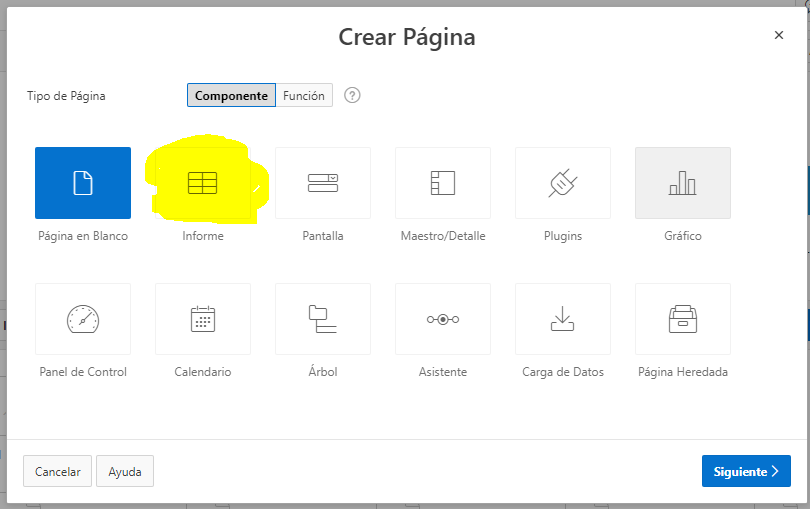 Crear Página
Tipo de Página
Componente
Función
Página en Blanco
Informe
Pantalla
Maestro/Detalle
Plugins
Gráfico
Panel de Control
Calendario
Árbol
Asistente
Carga de Datos
Página Heredada
Cancelar
Ayuda
Siguiente